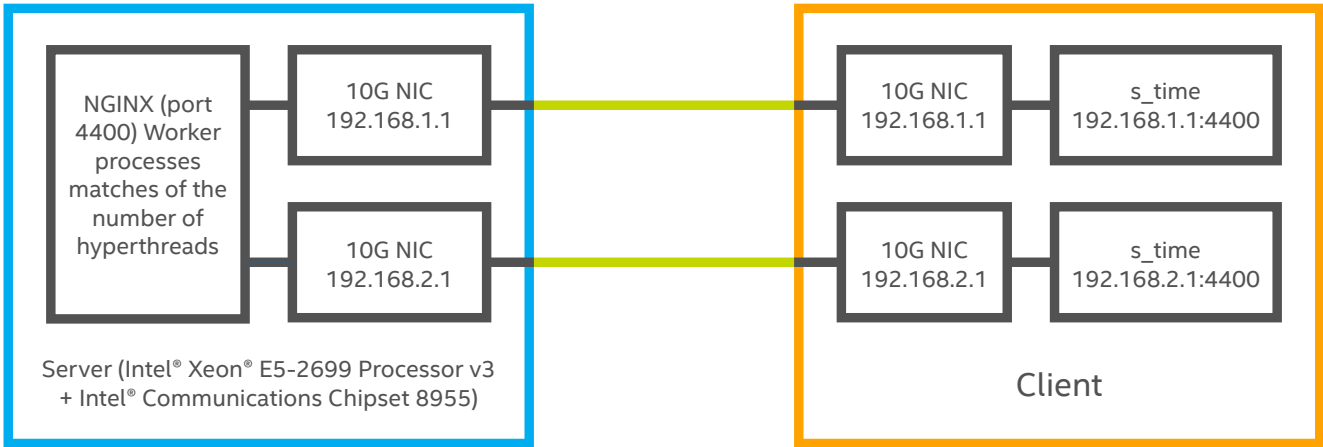 NGINX (port
4400) Worker
processes
matches of the
number of
hyperthreads
10G NIC
192.168.1.1
10G NIC
192.168.2.1
Server (Intel® Xeon® E5-2699 Processor v3
+ Intel® Communications Chipset 8955)
10G NIC
192.168.1.1
s_time
192.168.1.1:4400
10G NIC
192.168.2.1
s_time
192.168.2.1:4400
Client